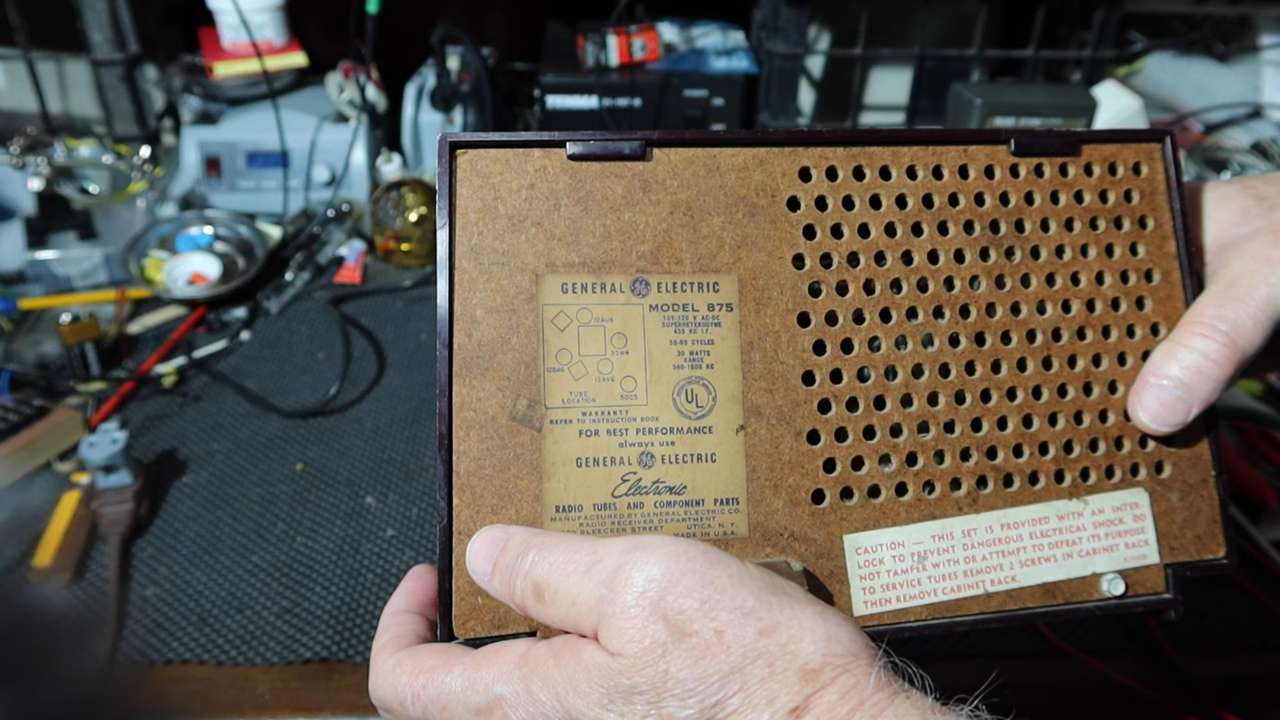 TENMA
GENERAL GE ELECTRIC
MODEL 875
105-120 V AC-DC
SUPERHETERODYNE
455 KC I.F.
50-60 CYCLES
30 WATTS
RANGE
540-1600 KC
12AU6
35W4
12BA6
12AV6
50C5
TUBE
LOCATION
UL
WARRANTY
REFER TO INSTRUCTION BOOK
FOR BEST PERFORMANCE
always use
GENERAL GE ELECTRIC
Electronic
RADIO TUBES AND COMPONENT PARTS
MANUFACTURED BY GENERAL ELECTRIC CO.
RADIO RECEIVER DEPARTMENT
BLEECKER STREET UTICA, N.Y.
MADE IN U.S.A.
CAUTION — THIS SET IS PROVIDED WITH AN INTER-
LOCK TO PREVENT DANGEROUS ELECTRICAL SHOCK. DO
NOT TAMPER WITH OR ATTEMPT TO DEFEAT ITS PURPOSE.
TO SERVICE TUBES REMOVE 2 SCREWS IN CABINET BACK
THEN REMOVE CABINET BACK.